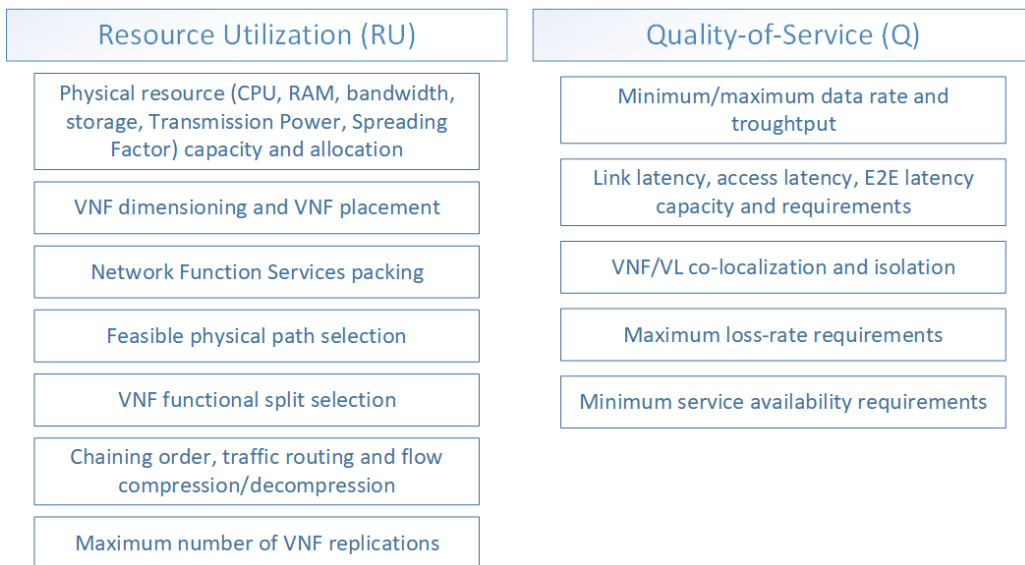 Resource Utilization (RU)
Physical resource (CPU, RAM, bandwidth,
storage, Transmission Power, Spreading
Factor) capacity and allocation
VNF dimensioning and VNF placement
Network Function Services packing
Feasible physical path selection
VNF functional split selection
Chaining order, traffic routing and flow
compression/decompression
Maximum number of VNF replications
Quality-of-Service (Q)
Minimum/maximum data rate and
troughtput
Link latency, access latency, E2E latency
capacity and requirements
VNF/VL co-localization and isolation
Maximum loss-rate requirements
Minimum service availability requirements